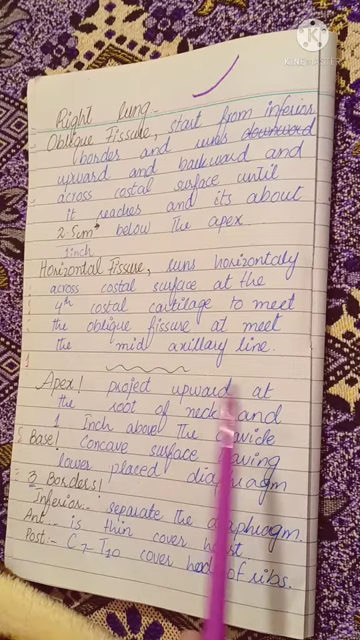 KINEMASTER
Right lung-
Oblique Fissure, start from inferior
border and runs downward
upward and backward and
across costal surface until
it reaches and its about
2.5cm below The apex
1inch
Horizontal Fissure, runs horizontaly
across costal surface at the
4th costal cartilage to meet
the oblique fissure at meet
the mid axillary line.
Apex! project upward at
the root of neck and
1 Inch above The clavicle
Base! Concave surface having
lower placed diaphragm
3 Borders!
Inferior: separate the diaphragm.
Ant... is thin cover heart
Post:- C7-T10 cover head of ribs.